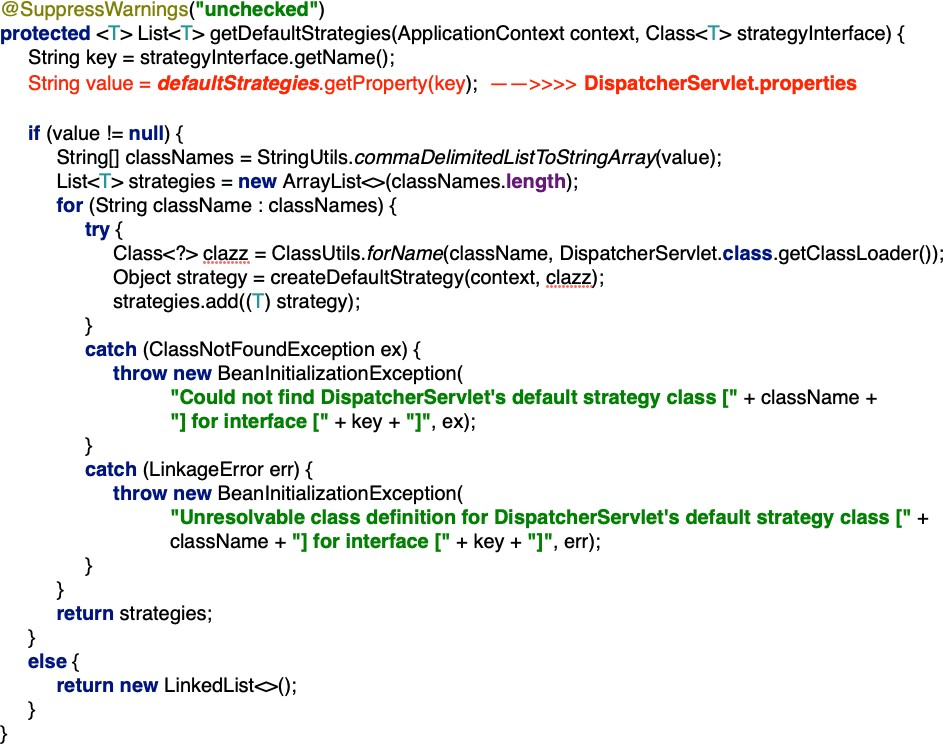 @SuppressWarnings("unchecked")
protected <T> List<T> getDefaultStrategies(ApplicationContext context, Class<T> strategyInterface) {
String key = strategyInterface.getName();
String value = defaultStrategies.getProperty(key); ——>>>> DispatcherServlet.properties
if (value != null) {
String[] classNames = StringUtils.commaDelimitedListToStringArray(value);
List<T> strategies = new ArrayList<>(classNames.length);
for (String className : classNames) {
try {
Class<?> clazz = ClassUtils.forName(className, DispatcherServlet.class.getClassLoader());
Object strategy = createDefaultStrategy(context, clazz);
strategies.add((T) strategy);
}
catch (ClassNotFoundException ex) {
throw new BeanInitializationException(
"Could not find DispatcherServlet's default strategy class [" + className +
"] for interface [" + key + "]", ex);
}
catch (LinkageError err) {
throw new BeanInitializationException(
"Unresolvable class definition for DispatcherServlet's default strategy class [" +
className + "] for interface [" + key + "]", err);
}
}
return strategies;
}
else {
return new LinkedList<>();
}
}